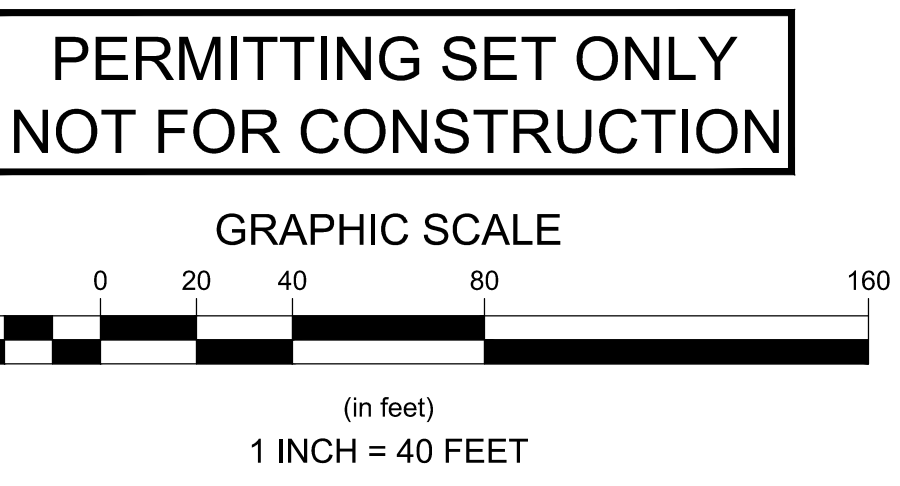 PERMITTING SET ONLY
NOT FOR CONSTRUCTION
GRAPHIC SCALE
0 20 40 80 160
(in feet)
1 INCH = 40 FEET